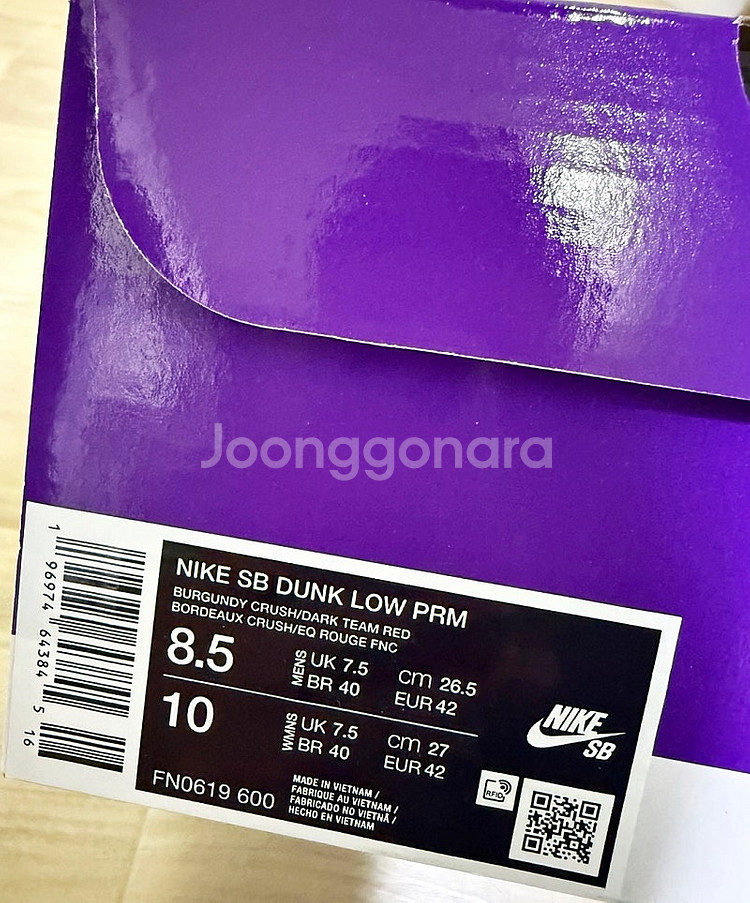 Joonggonara
1 96974 64384 5 16
NIKE SB DUNK LOW PRM
BURGUNDY CRUSH/DARK TEAM RED
BORDEAUX CRUSH/EQ ROUGE FNC
8.5 MENS UK 7.5 cm 26.5
BR 40 EUR 42
10 WMNS UK 7.5 cm 27
BR 40 EUR 42
NIKE
SB
FN0619 600
MADE IN VIETNAM /
FABRIQUE AU VIETNAM /
FABRICADO NO VIETNÃ /
HECHO EN VIETNAM
RFID